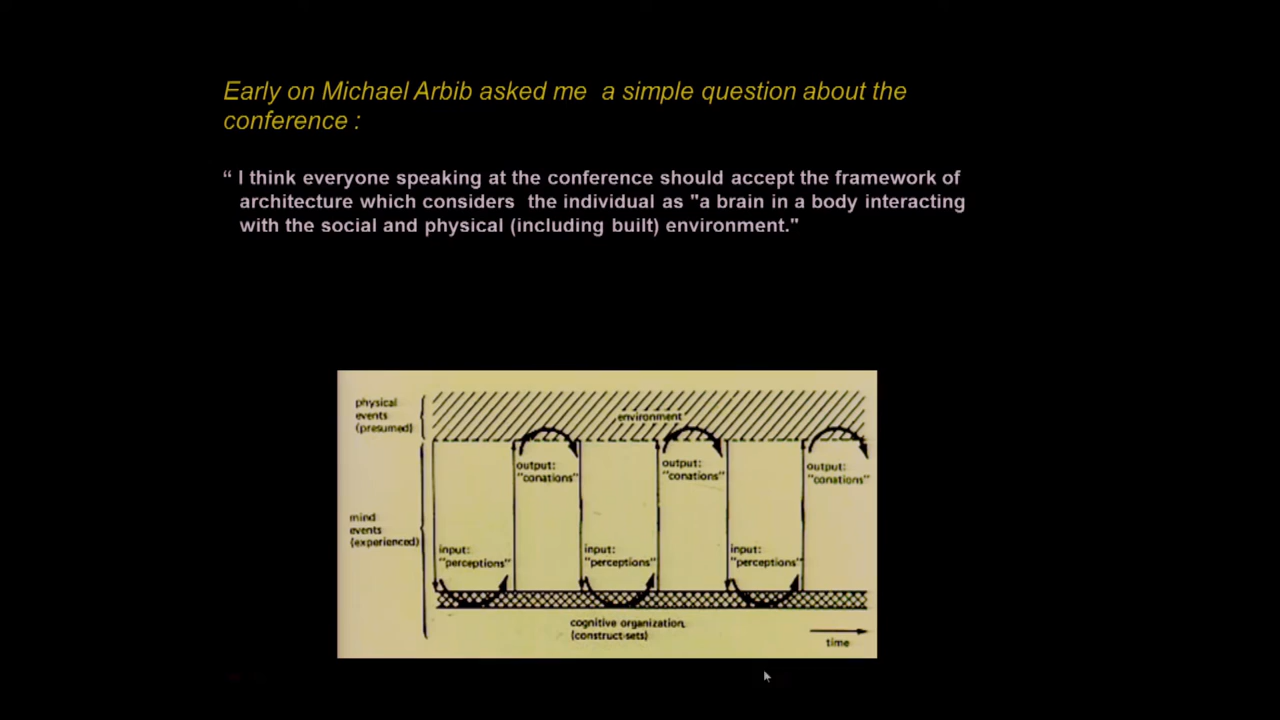 Early on Michael Arbib asked me a simple question about the
conference :
“ I think everyone speaking at the conference should accept the framework of
architecture which considers the individual as "a brain in a body interacting
with the social and physical (including built) environment."
physical
events
(presumed)
environment
output:
"conations"
output:
"conations"
output:
"conations"
mind
events
(experienced)
input:
"perceptions"
input:
"perceptions"
input:
"perceptions"
cognitive organization
(construct-sets)
time